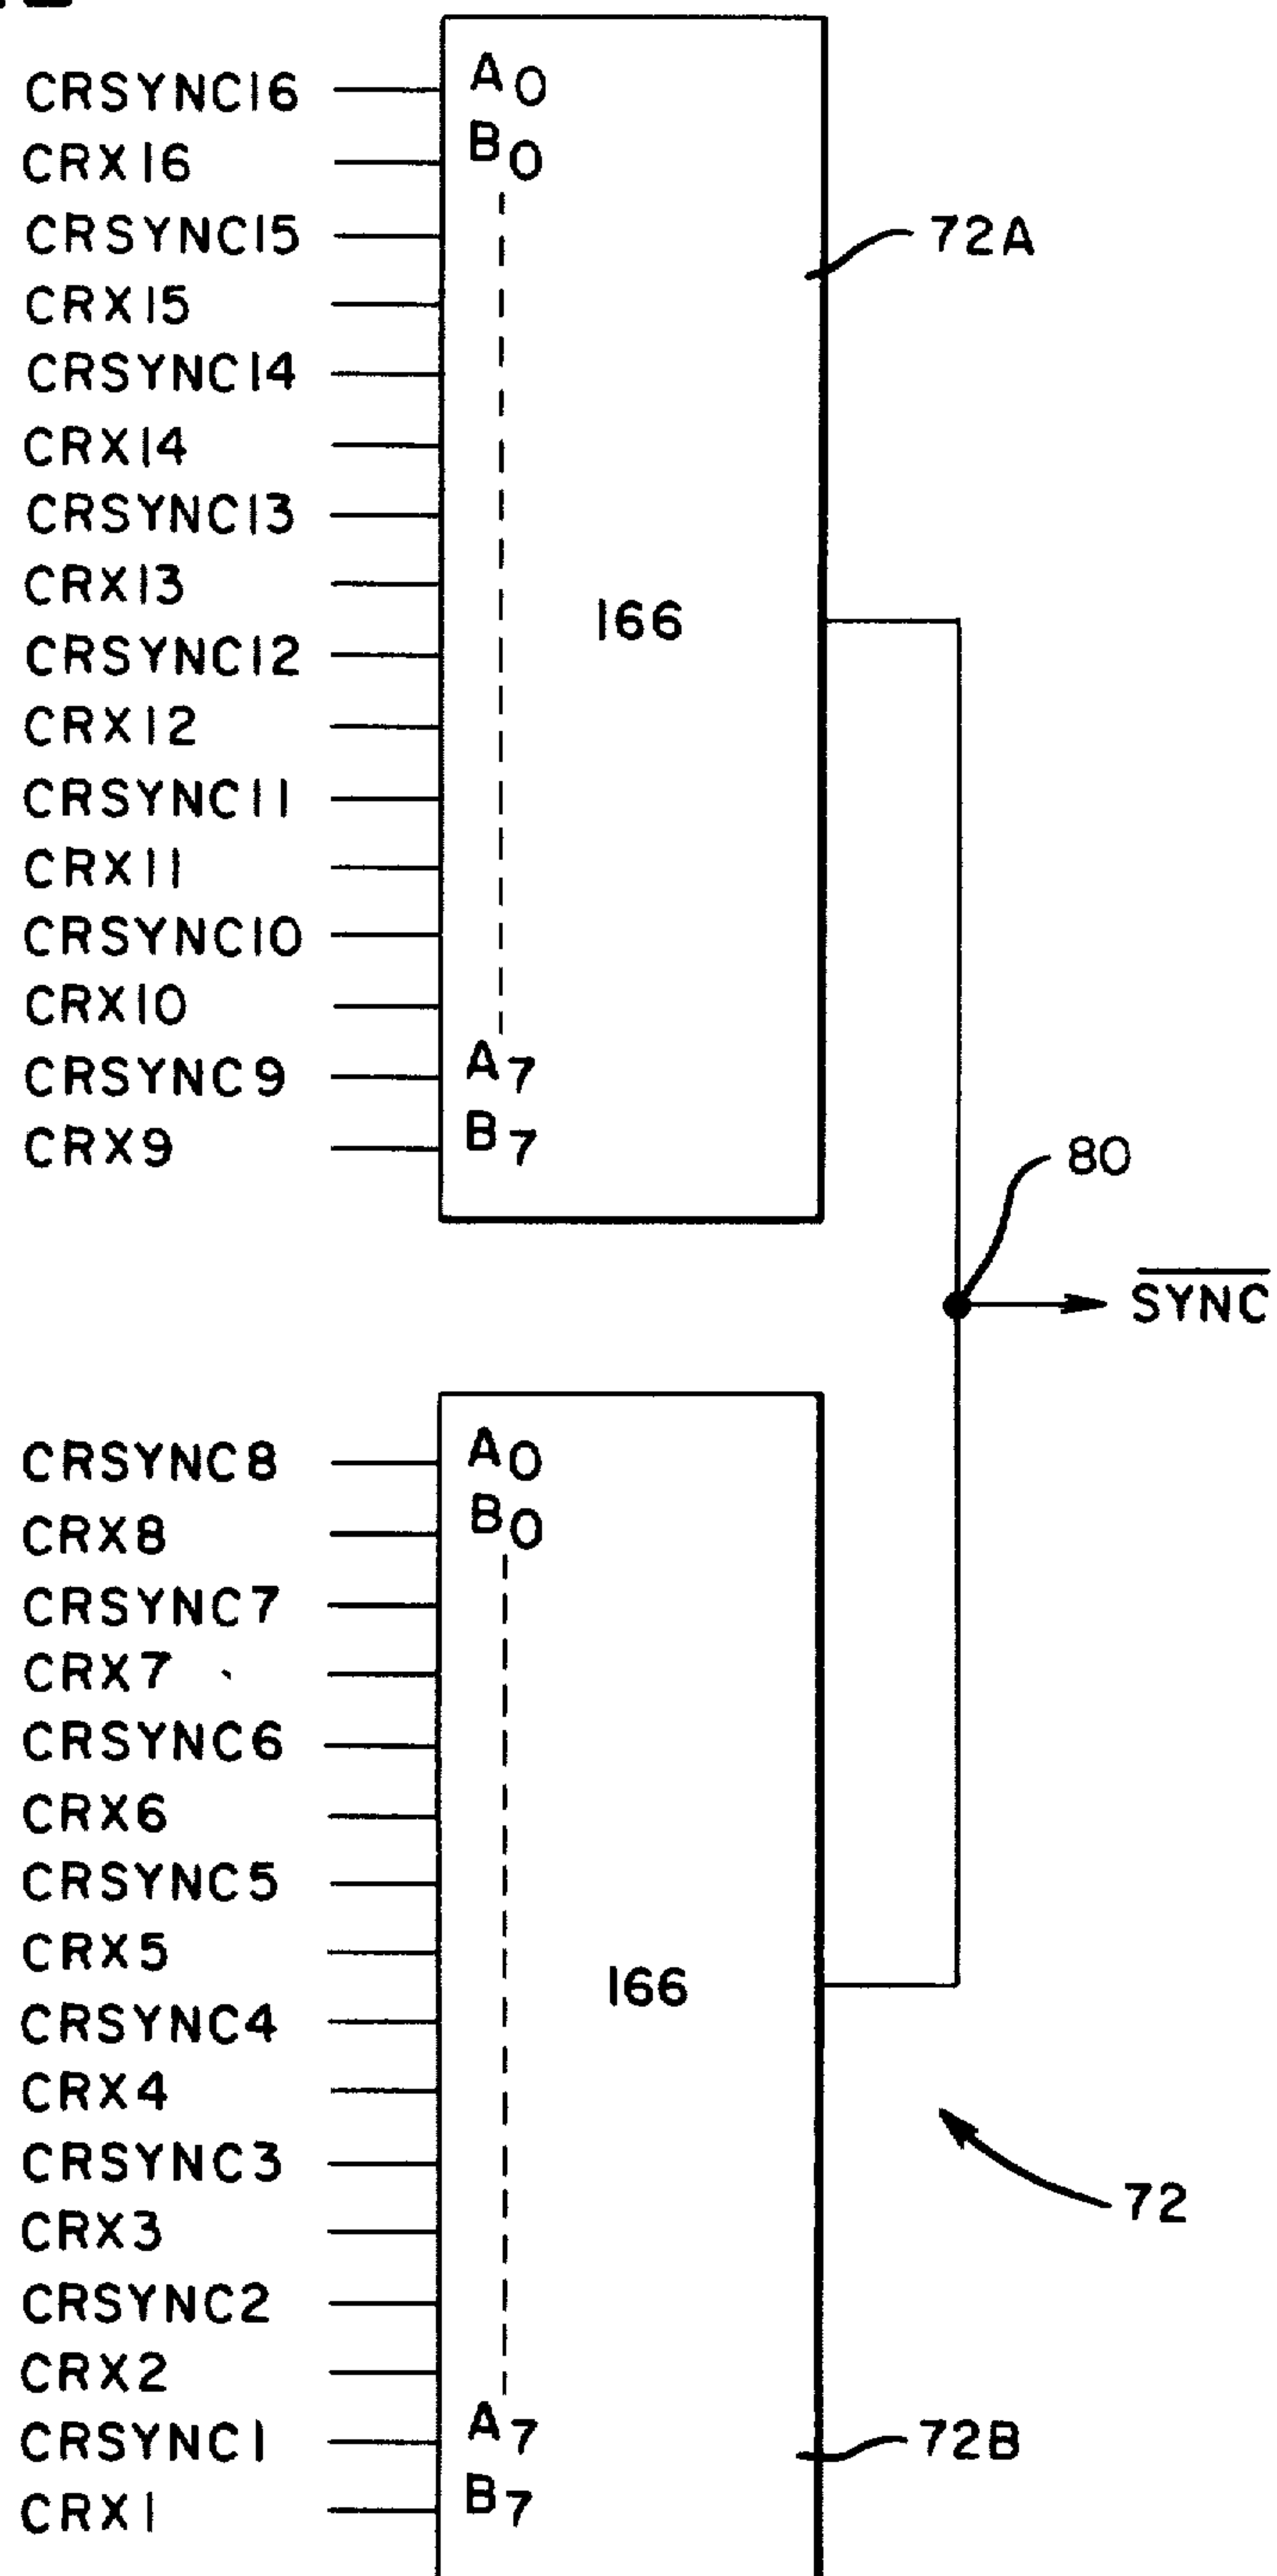 CRSYNC16 A0
CRX16 B0
CRSYNC15 72A
CRX15
CRSYNC14
CRX14
CRSYNC13
CRX13
166
CRSYNC12
CRX12
CRSYNC11
CRX11
CRSYNC10
CRX10
CRSYNC9 A7
CRX9 B7
80
SYNC
CRSYNC8 A0
CRX8 B0
CRSYNC7
CRX7
CRSYNC6
CRX6
CRSYNC5
CRX5
166
CRSYNC4
CRX4
CRSYNC3
72
CRX3
CRSYNC2
CRX2
CRSYNC1 A7 72B
CRX1 B7